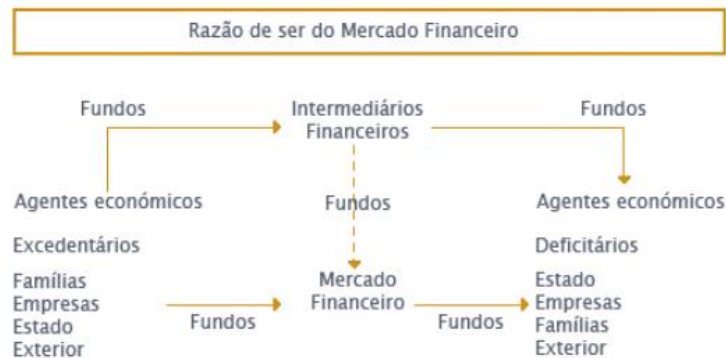 Razão de ser do Mercado Financeiro
Fundos
Intermediários
Financeiros
Fundos
Agentes económicos
Fundos
Agentes económicos
Excedentários
Deficitários
Famílias
Empresas
Estado
Exterior
Fundos
Mercado
Financeiro
Fundos
Estado
Empresas
Famílias
Exterior